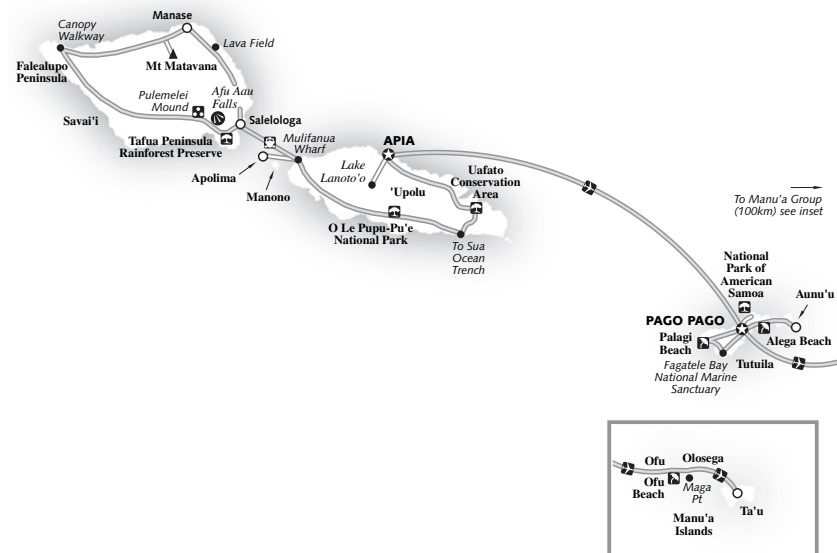 Manase
Canopy
Walkway
Lava Field
Falealupo
Peninsula
Mt Matavana
Pulemelei
Mound
Afu Aau
Falls
Savai'i
Salelologa
Tafua Peninsula
Rainforest Preserve
Mulifanua
Wharf
Apolima
Manono
APIA
Lake
Lanoto'o
'Upolu
Uafato
Conservation
Area
O Le Pupu-Pu'e
National Park
To Sua
Ocean
Trench
To Manu'a Group
(100km) see inset
National
Park of
American
Samoa
Aunu'u
PAGO PAGO
Palagi
Beach
Alega Beach
Tutuila
Fagatele Bay
National Marine
Sanctuary
Ofu
Olosega
Ofu
Beach
Maga
Pt
Ta'u
Manu'a
Islands